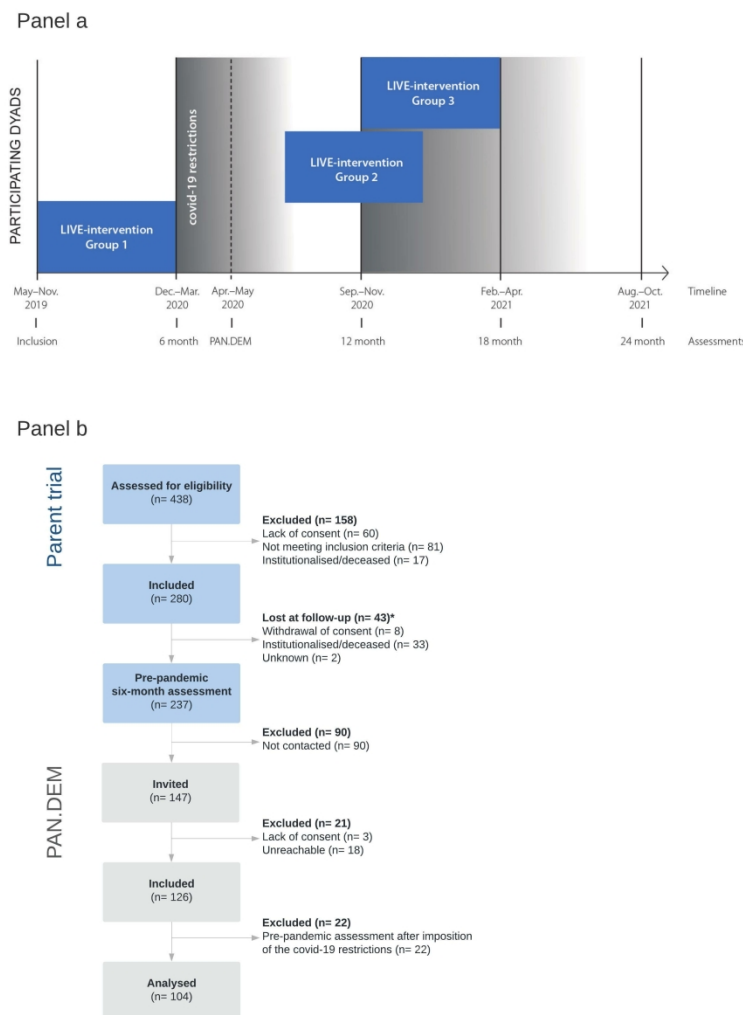 Panel a
PARTICIPATING DYADS
LIVE-intervention
Group 1
covid-19 restrictions
LIVE-intervention
Group 2
LIVE-intervention
Group 3
May–Nov.
2019
Dec.–Mar.
2020
Apr.–May
2020
Sep.–Nov
2020
Feb.–Apr.
2021
Aug.–Oct.
2021
Timeline
Inclusion
6 month
PAN.DEM
12 month
18 month
24 month
Assessments
Panel b
Parent trial
Assessed for eligibility
(n= 438)
Excluded (n= 158)
Lack of consent (n= 60)
Not meeting inclusion criteria (n= 81)
Institutionalised/deceased (n= 17)
Included
(n= 280)
Lost at follow-up (n= 43)*
Withdrawal of consent (n= 8)
Institutionalised/deceased (n= 33)
Unknown (n= 2)
Pre-pandemic
six-month assessment
(n= 237)
Excluded (n= 90)
Not contacted (n= 90)
PAN.DEM
Invited
(n= 147)
Excluded (n= 21)
Lack of consent (n= 3)
Unreachable (n= 18)
Included
(n= 126)
Excluded (n= 22)
Pre-pandemic assessment after imposition
of the covid-19 restrictions (n= 22)
Analysed
(n= 104)